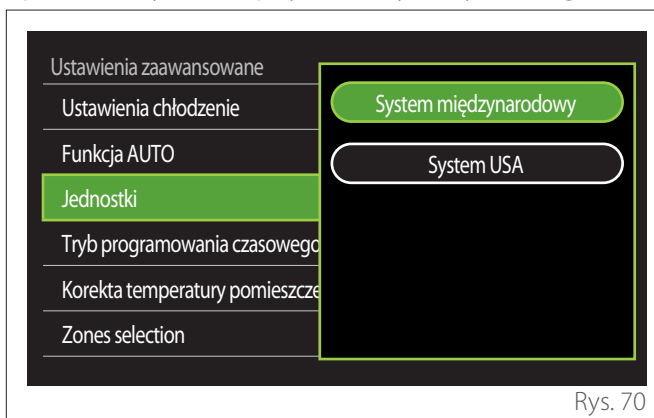 Ustawienia zaawansowane
Ustawienia chłodzenie
Funkcja AUTO
Jednostki
Tryb programowania czasowego
Korekta temperatury pomieszcze
Zones selection
System międzynarodowy
System USA
Rys. 70